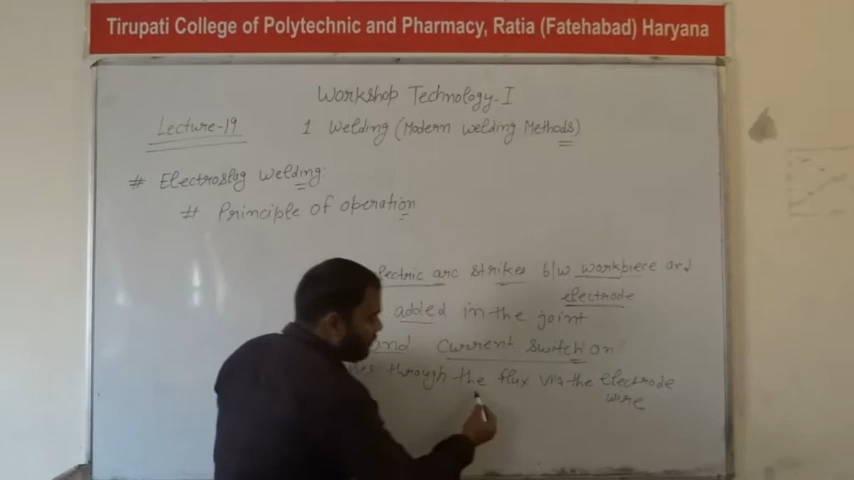 Tirupati College of Polytechnic and Pharmacy, Ratia (Fatehabad) Haryana
Workshop Technology-I
Lecture-19 1 Welding (Modern welding Methods)
# Electroslag welding
# Principle of operation
arc strikes b/w workpiece and electrode
added in the joint
and current switch on
through the flux via the electrode wire